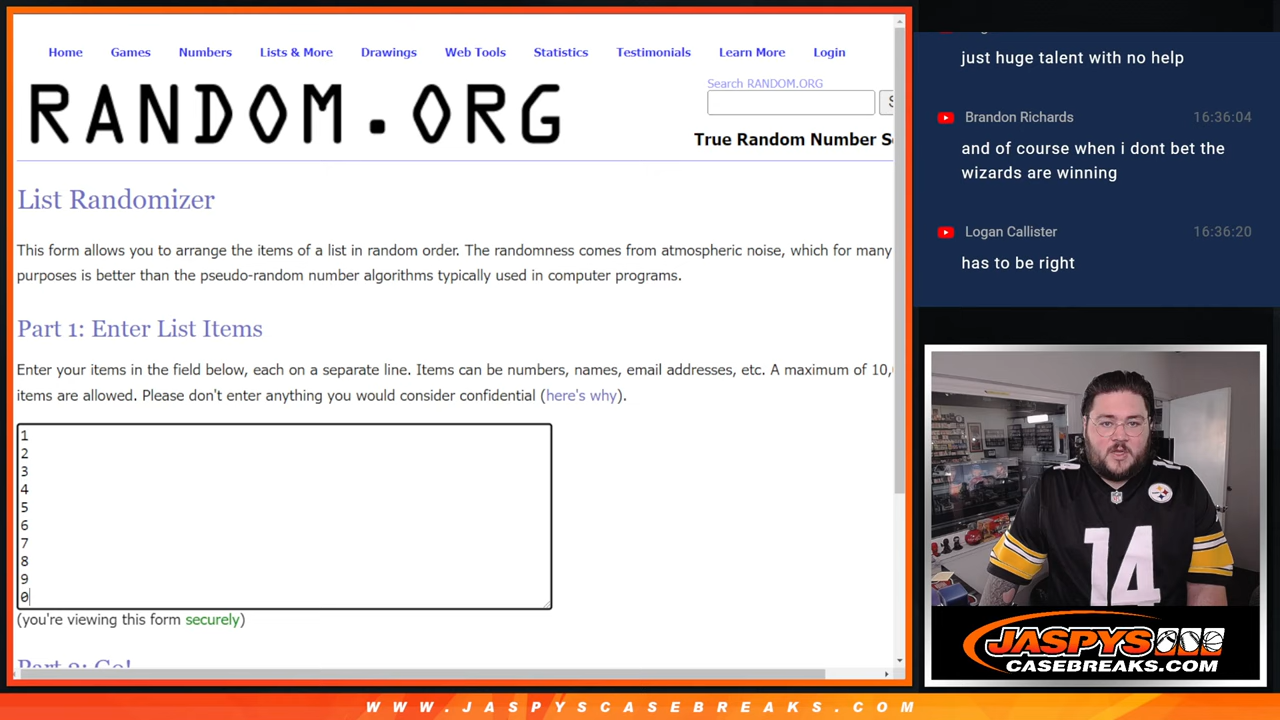 Home Games Numbers Lists & More Drawings Web Tools Statistics Testimonials Learn More Login
RANDOM.ORG
Search RANDOM.ORG
True Random Number
List Randomizer
This form allows you to arrange the items of a list in random order. The randomness comes from atmospheric noise, which for many
purposes is better than the pseudo-random number algorithms typically used in computer programs.
Part 1: Enter List Items
Enter your items in the field below, each on a separate line. Items can be numbers, names, email addresses, etc. A maximum of 10,
items are allowed. Please don't enter anything you would consider confidential (here's why).
1
2
3
4
5
6
7
8
9
0
(you're viewing this form securely)
Part 2: Go!
just huge talent with no help
Brandon Richards 16:36:04
and of course when i dont bet the
wizards are winning
Logan Callister 16:36:20
has to be right
14
JASPYS
CASEBREAKS.COM
WWW.JASPYSCASEBREAKS.COM